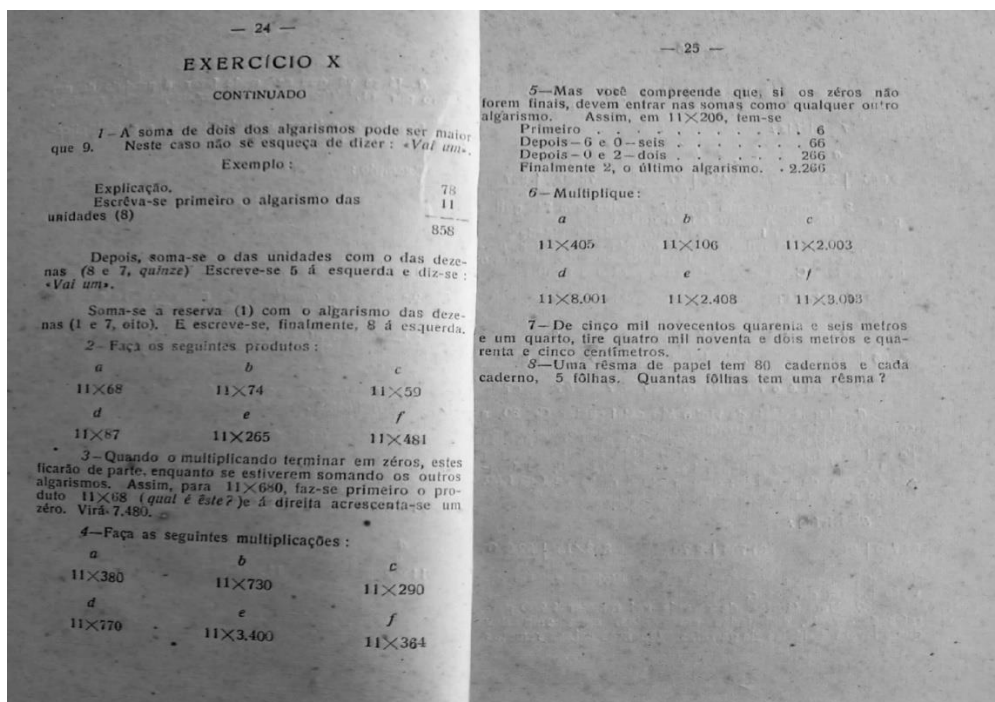 — 24 —
EXERCÍCIO X
CONTINUADO
1—A soma de dois dos algarismos pode ser maior
que 9. Neste caso não se esqueça de dizer: «Vai um».
Exemplo:
Explicação. 78
Escrêva-se primeiro o algarismo das 11
unidades (8)
858
Depois, soma-se o das unidades com o das deze-
nas (8 e 7, quinze) Escreve-se 5 á esquerda e diz-se:
«Vai um».
Soma-se a reserva (1) com o algarismo das deze-
nas (1 e 7, oito). E escreve-se, finalmente, 8 á esquerda.
2—Faça os seguintes produtos:
a b c
11×68 11×74 11×59
d e f
11×87 11×265 11×481
3—Quando o multiplicando terminar em zéros, estes
ficarão de parte, enquanto se estiverem somando os outros
algarismos. Assim, para 11×680, faz-se primeiro o pro-
duto 11×68 (qual é êste?)e á direita acrescenta-se um
zéro. Virá 7.480.
4—Faça as seguintes multiplicações:
a b c
11×380 11×730 11×290
d e f
11×770 11×3.400 11×364
— 25 —
5—Mas você compreende que, si os zéros não
forem finais, devem entrar nas somas como qualquer outro
algarismo. Assim, em 11×206, tem-se
Primeiro . . . . . . . . . 6
Depois—6 e 0—seis . . . . . . 66
Depois—0 e 2—dois . . . . . . 266
Finalmente 2, o último algarismo. . 2.266
6—Multiplique:
a b c
11×405 11×106 11×2.003
d e f
11×8.001 11×2.408 11×3.003
7—De cinço mil novecentos quarenta e seis metros
e um quarto, tire quatro mil noventa e dois metros e qua-
renta e cinco centímetros.
8—Uma rêsma de papel tem 80 cadernos e cada
caderno, 5 fôlhas. Quantas fôlhas tem uma rêsma?